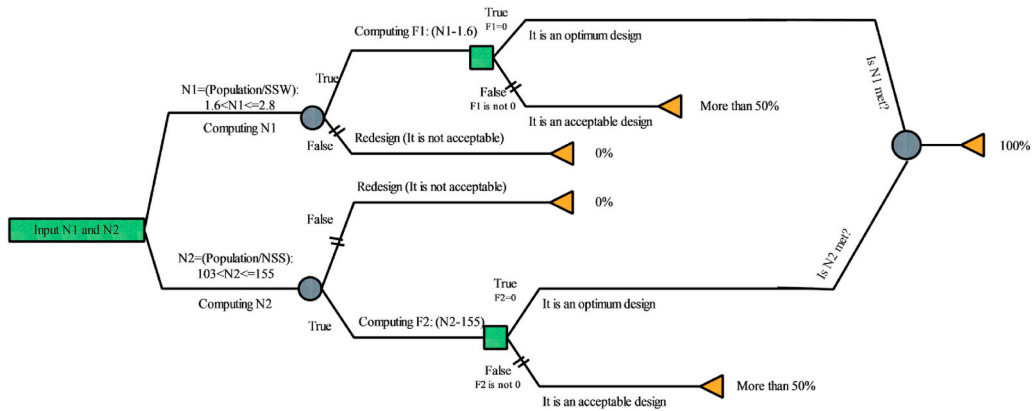 Input N1 and N2
N1=(Population/SSW):
1.6<N1<=2.8
Computing N1
True
False
Computing F1: (N1-1.6)
True
F1=0
It is an optimum design
False
F1 is not 0
It is an acceptable design
More than 50%
Redesign (It is not acceptable)
0%
N2=(Population/NSS):
103<N2<=155
Computing N2
False
True
Redesign (It is not acceptable)
0%
Computing F2: (N2-155)
True
F2=0
It is an optimum design
False
F2 is not 0
It is an acceptable design
More than 50%
Is N1 met?
Is N2 met?
100%